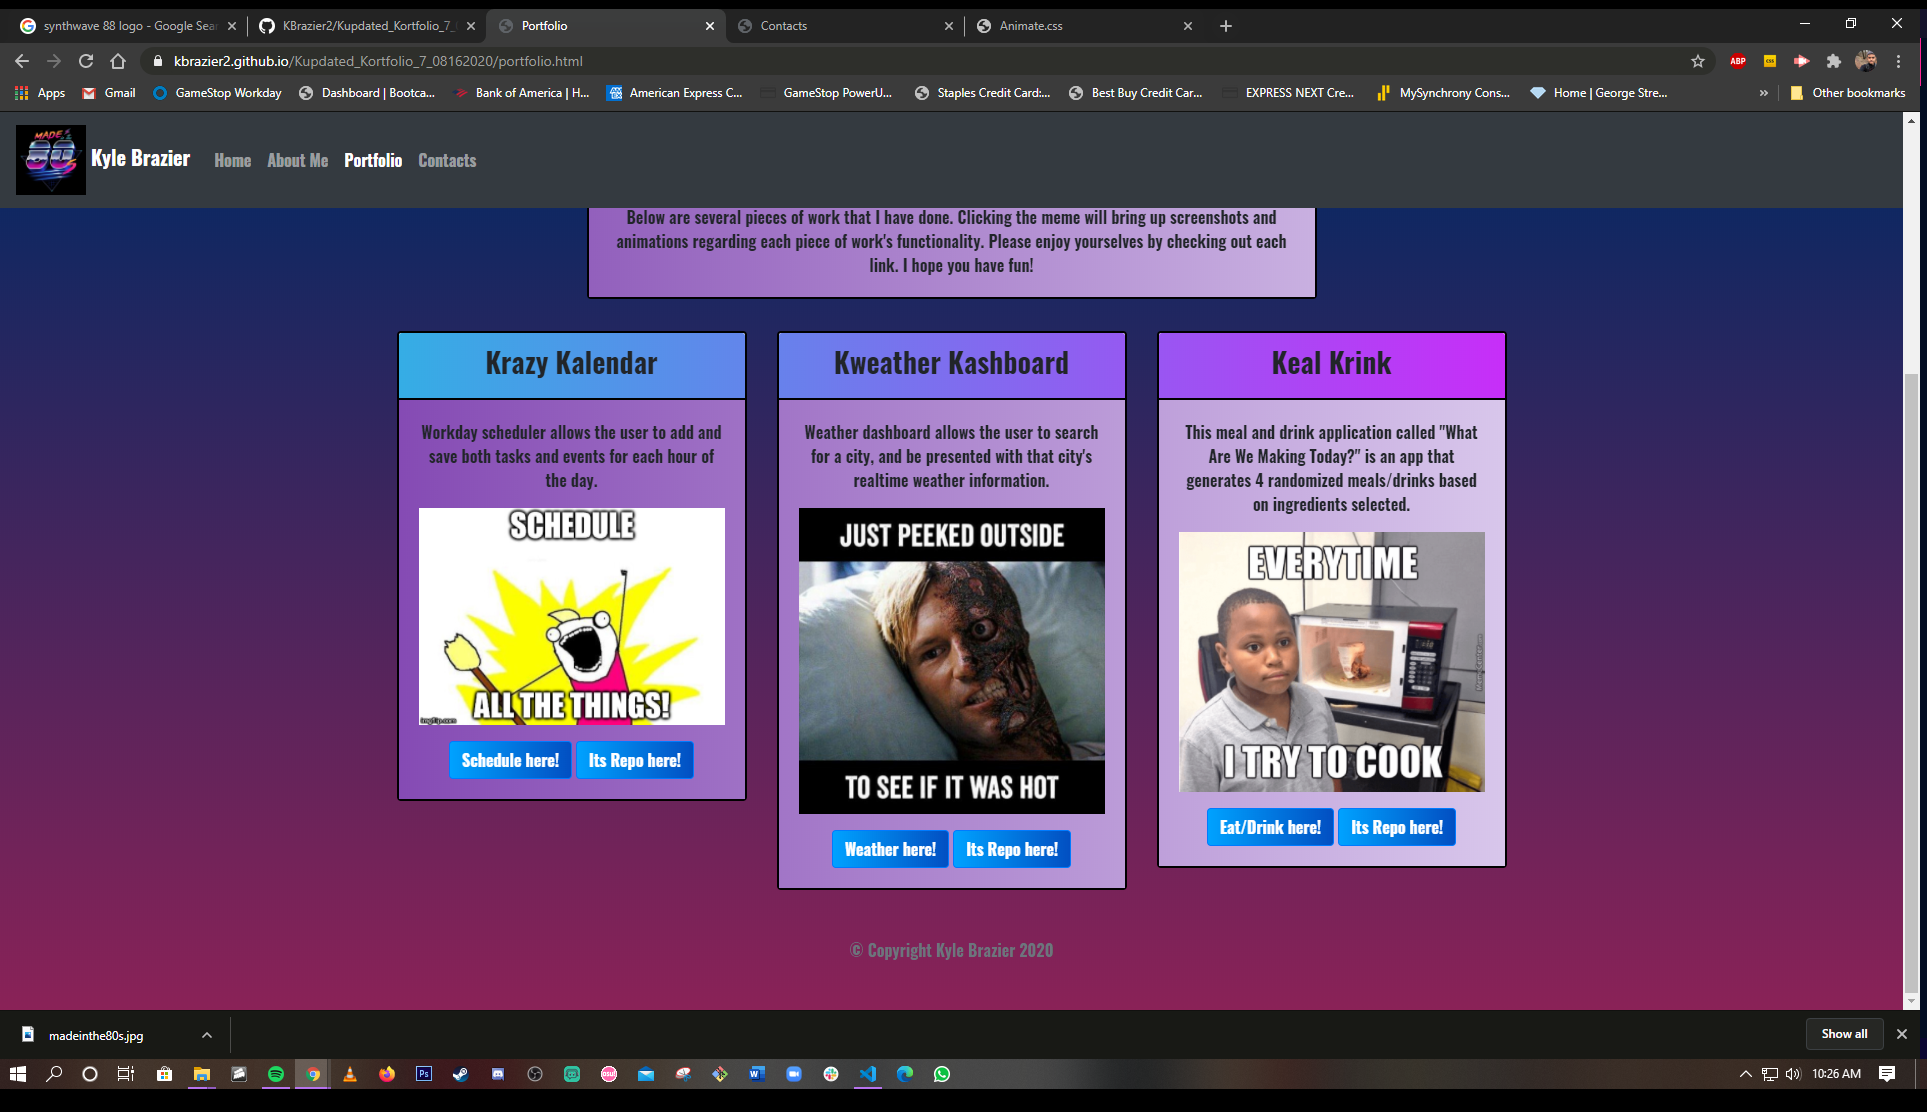 synthwave 88 logo - Google Sear
KBrazier2/Kupdated_Kortfolio_7_
Portfolio
Contacts
Animate.css
kbrazier2.github.io/Kupdated_Kortfolio_7_08162020/portfolio.html
ABP
CSS
Apps
Gmail
GameStop Workday
Dashboard | Bootca...
Bank of America | H...
American Express C...
GameStop PowerU...
Staples Credit Card:...
Best Buy Credit Car...
EXPRESS NEXT Cre...
MySynchrony Cons...
Home | George Stre...
»
Other bookmarks
MADE
80s
Kyle Brazier
Home
About Me
Portfolio
Contacts
Below are several pieces of work that I have done. Clicking the meme will bring up screenshots and
animations regarding each piece of work's functionality. Please enjoy yourselves by checking out each
link. I hope you have fun!
Krazy Kalendar
Workday scheduler allows the user to add and
save both tasks and events for each hour of
the day.
SCHEDULE
ALL THE THINGS!
imgflip.com
Schedule here!
Its Repo here!
Kweather Kashboard
Weather dashboard allows the user to search
for a city, and be presented with that city's
realtime weather information.
JUST PEEKED OUTSIDE
TO SEE IF IT WAS HOT
Weather here!
Its Repo here!
Keal Krink
This meal and drink application called "What
Are We Making Today?" is an app that
generates 4 randomized meals/drinks based
on ingredients selected.
EVERYTIME
I TRY TO COOK
Eat/Drink here!
Its Repo here!
© Copyright Kyle Brazier 2020
madeinthe80s.jpg
Show all
Ps
osu!
W
10:26 AM